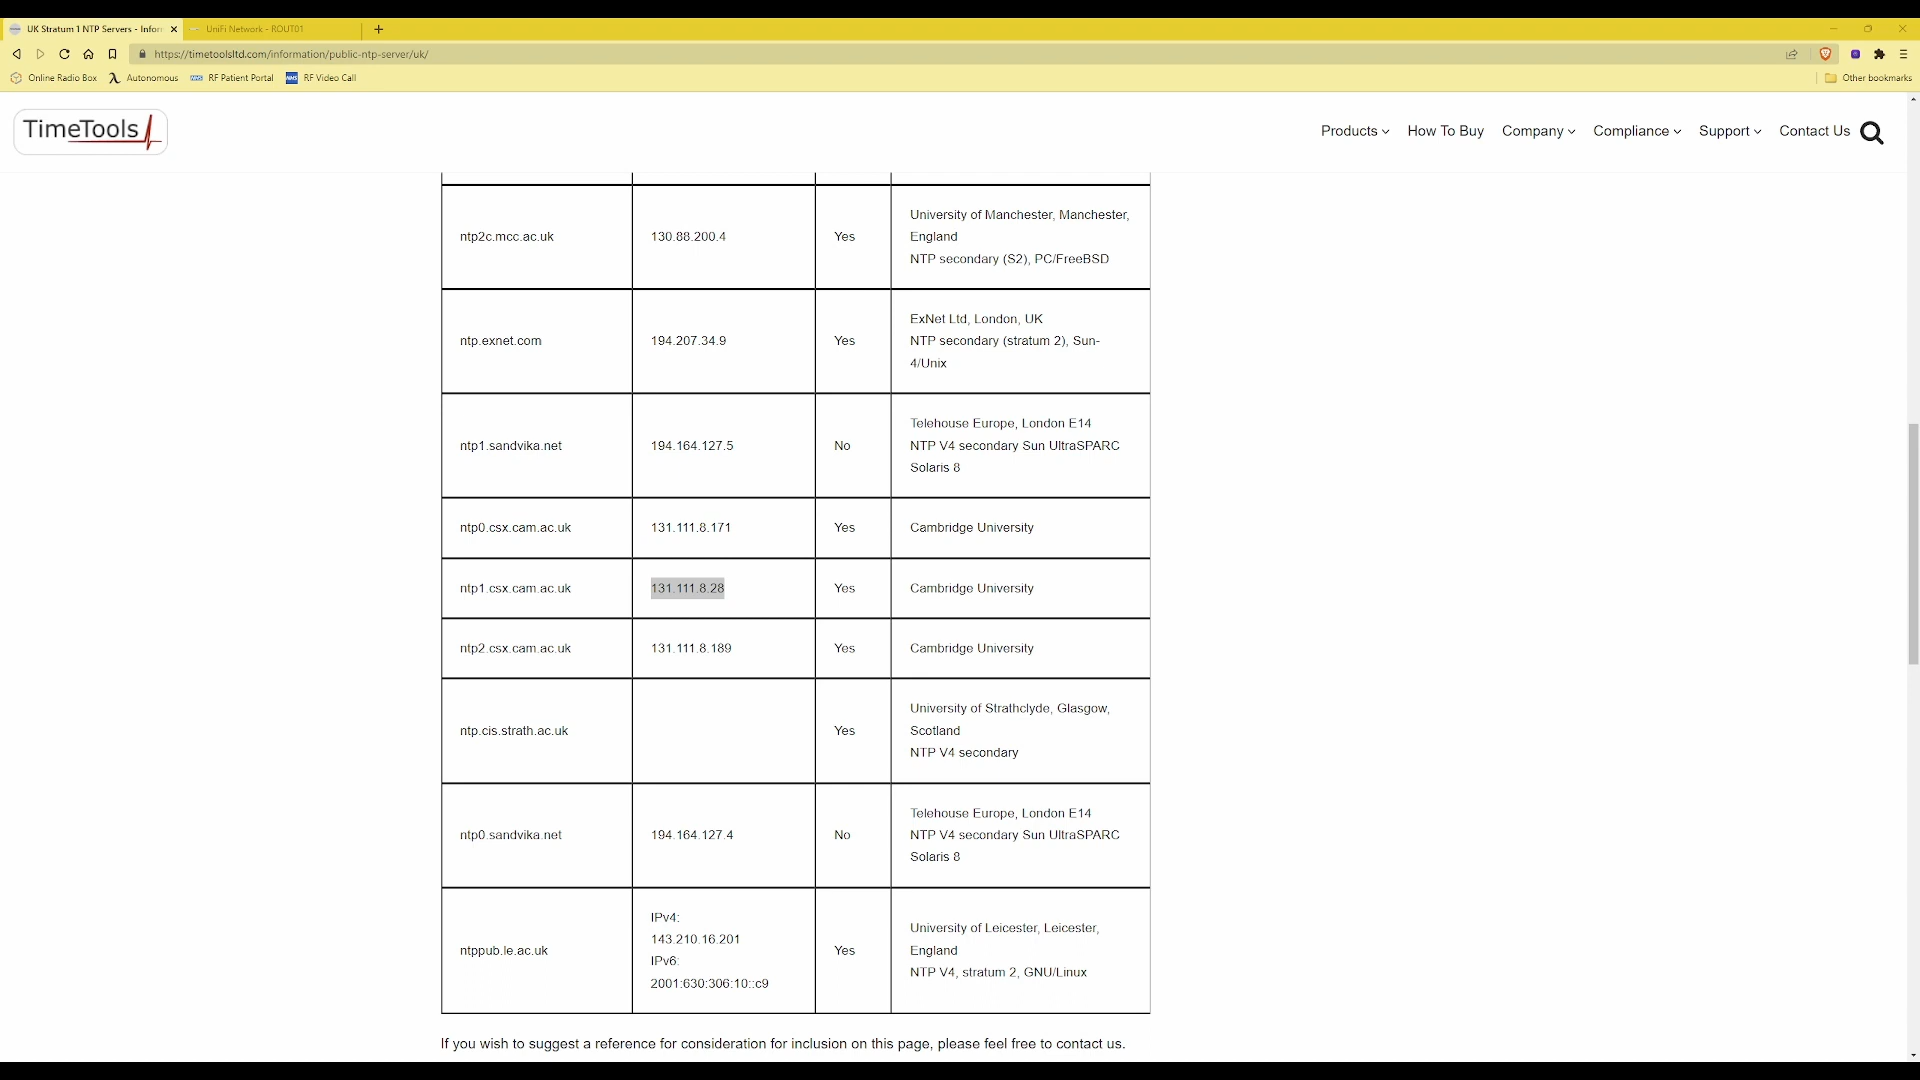 UK Stratum 1 NTP Servers - Inform
UniFi Network - ROUT01
https://timetoolsltd.com/information/public-ntp-server/uk/
Online Radio Box
Autonomous
NHS
RF Patient Portal
NHS
RF Video Call
Other bookmarks
TimeTools
Products
How To Buy
Company
Compliance
Support
Contact Us
ntp2c.mcc.ac.uk
130.88.200.4
Yes
University of Manchester, Manchester,
England
NTP secondary (S2), PC/FreeBSD
ntp.exnet.com
194.207.34.9
Yes
ExNet Ltd, London, UK
NTP secondary (stratum 2), Sun-
4/Unix
ntp1.sandvika.net
194.164.127.5
No
Telehouse Europe, London E14
NTP V4 secondary Sun UltraSPARC
Solaris 8
ntp0.csx.cam.ac.uk
131.111.8.171
Yes
Cambridge University
ntp1.csx.cam.ac.uk
131.111.8.28
Yes
Cambridge University
ntp2.csx.cam.ac.uk
131.111.8.189
Yes
Cambridge University
ntp.cis.strath.ac.uk
Yes
University of Strathclyde, Glasgow,
Scotland
NTP V4 secondary
ntp0.sandvika.net
194.164.127.4
No
Telehouse Europe, London E14
NTP V4 secondary Sun UltraSPARC
Solaris 8
ntppub.le.ac.uk
IPv4:
143.210.16.201
IPv6:
2001:630:306:10::c9
Yes
University of Leicester, Leicester,
England
NTP V4, stratum 2, GNU/Linux
If you wish to suggest a reference for consideration for inclusion on this page, please feel free to contact us.